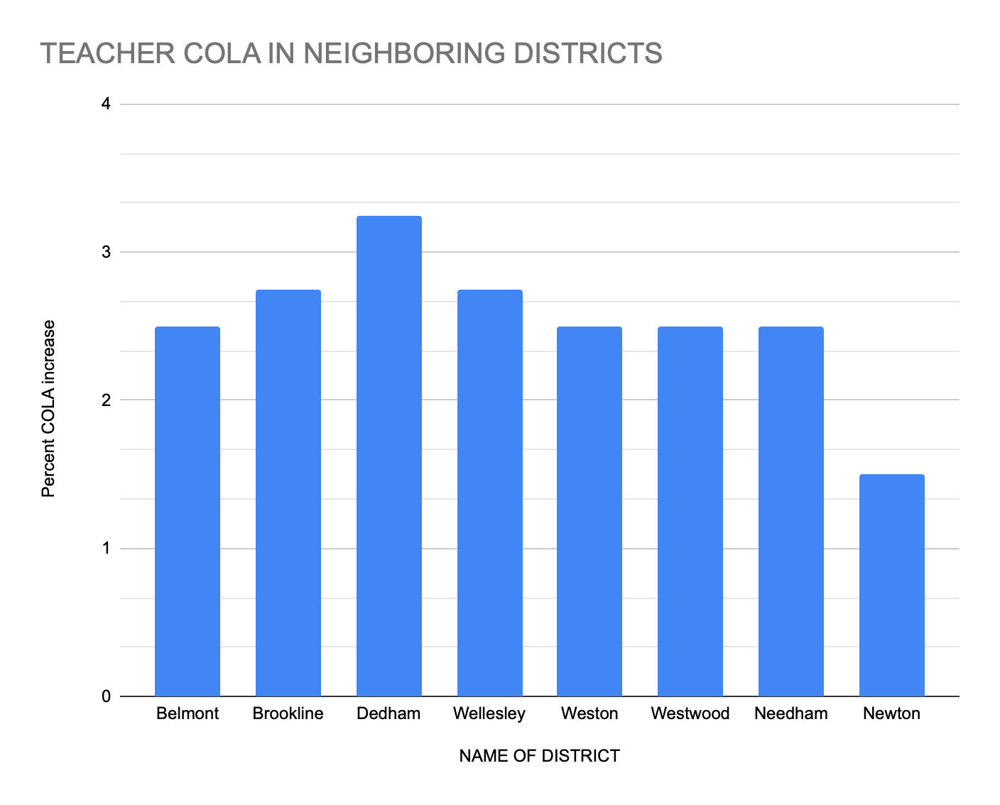 TEACHER COLA IN NEIGHBORING DISTRICTS
4
3
2
1
0
Percent COLA increase
Belmont Brookline Dedham Wellesley Weston Westwood Needham Newton
NAME OF DISTRICT